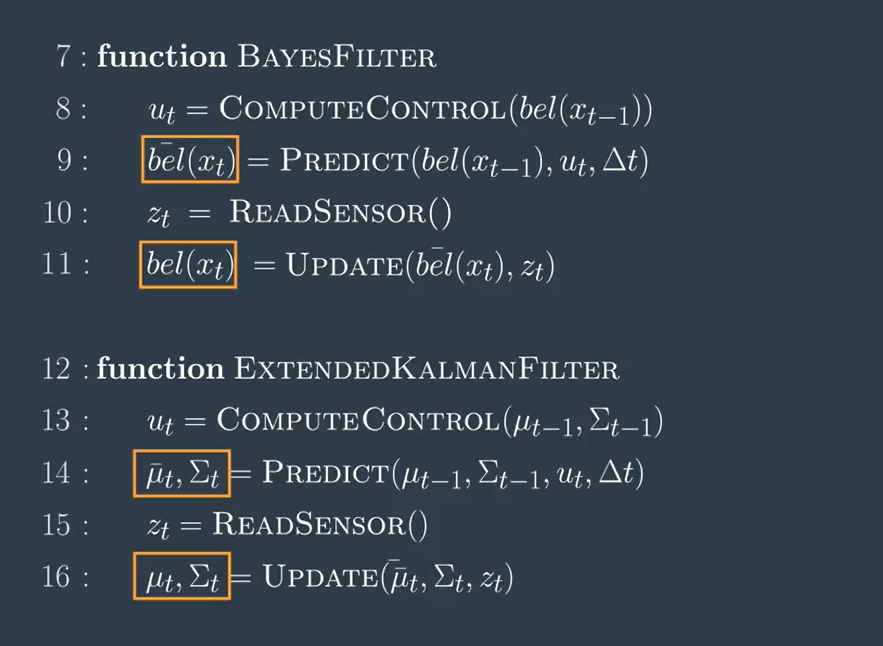 7 : function BAYESFILTER
8 : u_t = COMPUTECONTROL(bel(x_{t−1}))
9 : b̄el(x_t) = PREDICT(bel(x_{t−1}), u_t, Δt)
10 : z_t = READSENSOR()
11 : bel(x_t) = UPDATE(b̄el(x_t), z_t)
12 : function EXTENDEDKALMANFILTER
13 : u_t = COMPUTECONTROL(μ_{t−1}, Σ_{t−1})
14 : μ̄_t, Σ_t = PREDICT(μ_{t−1}, Σ_{t−1}, u_t, Δt)
15 : z_t = READSENSOR()
16 : μ_t, Σ_t = UPDATE(μ̄_t, Σ_t, z_t)